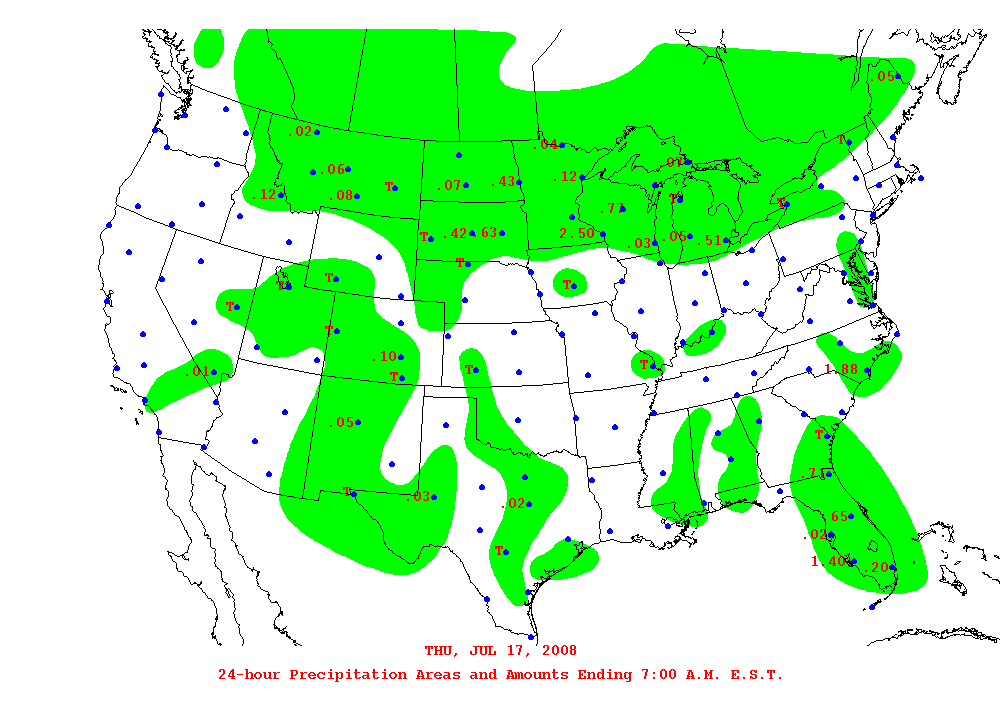 .05
.02
.04
T
.06
.07
.12
.12
.08
T
.07
.43
T
.77
T
T
.42
.63
2.50
.03
.05
.51
T
T
T
T
T
T
.10
T
T
.01
T
1.88
.05
T
T
.03
.7
.02
.65
.02
T
1.40
.20
THU, JUL 17, 2008
24-hour Precipitation Areas and Amounts Ending 7:00 A.M. E.S.T.